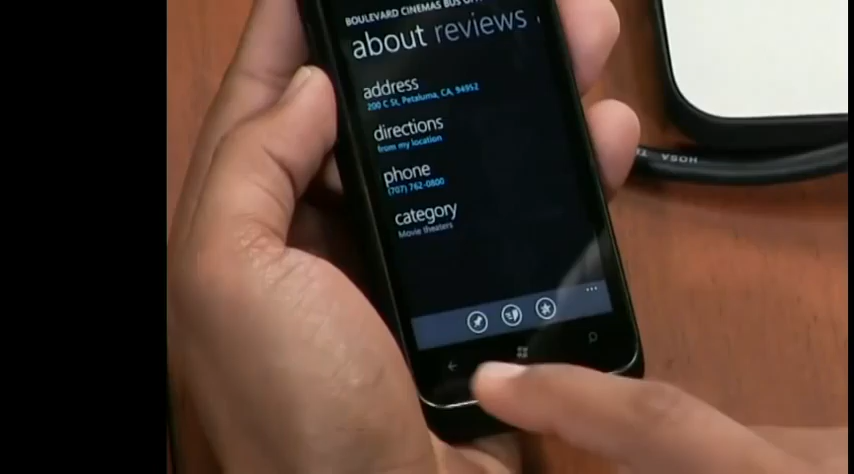 BOULEVARD CINEMAS BUS
about reviews
address
200 C St, Petaluma, CA, 94952
directions
from my location
phone
(707) 762-0800
category
Movie theaters
HOSA